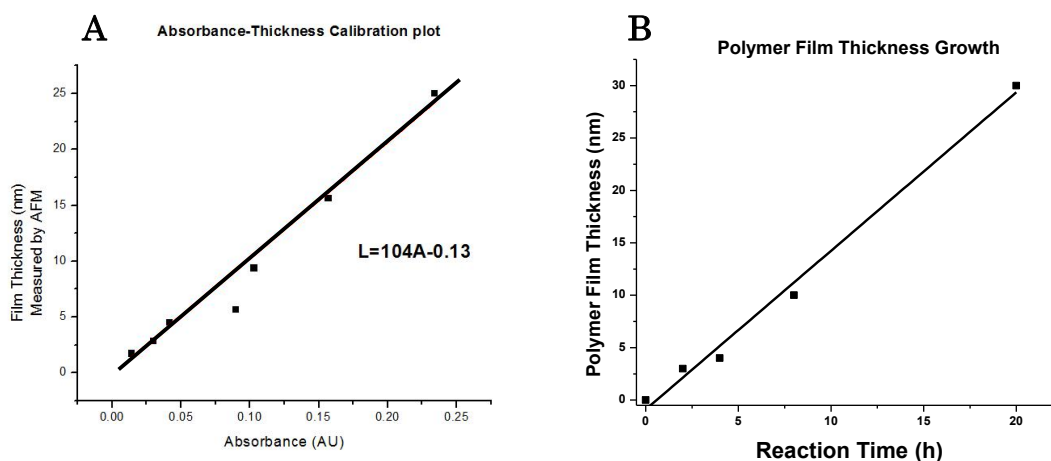 A
Absorbance-Thickness Calibration plot
25
20
15
10
5
0
Film Thickness (nm)
Measured by AFM
L=104A-0.13
0.00 0.05 0.10 0.15 0.20 0.25
Absorbance (AU)
B
Polymer Film Thickness Growth
30
30
15
10
5
0
Polymer Film Thickness (nm)
0 5 10 15 20
Reaction Time (h)